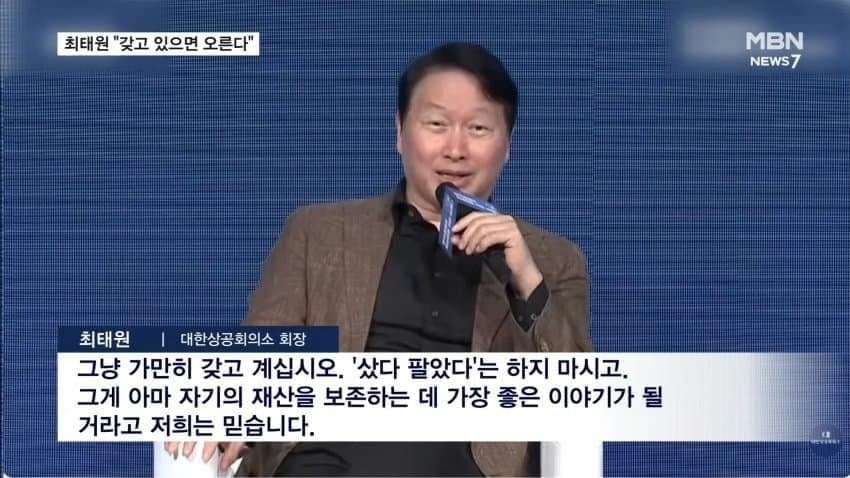 최태원 "갖고 있으면 오른다"
MBN
NEWS7
최태원 | 대한상공회의소 회장
그냥 가만히 갖고 계십시오. '샀다 팔았다'는 하지 마시고.
그게 아마 자기의 재산을 보존하는 데 가장 좋은 이야기가 될
거라고 저희는 믿습니다.